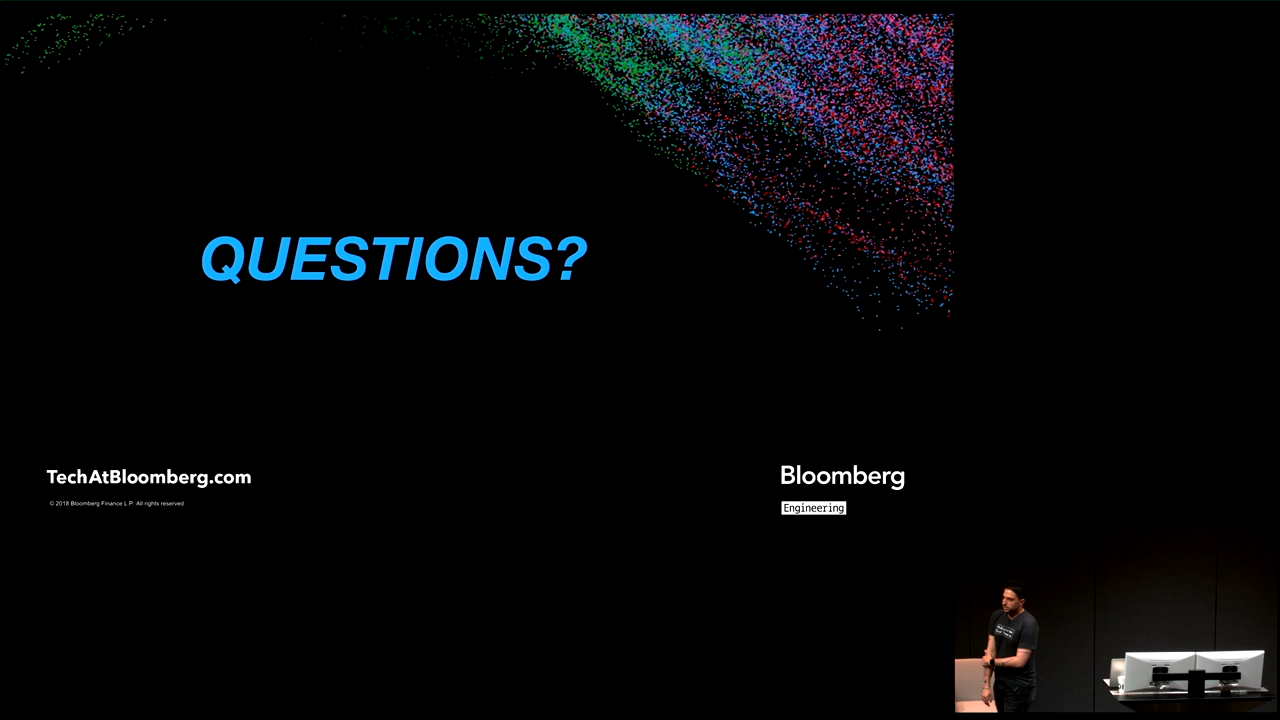 QUESTIONS?
TechAtBloomberg.com
© 2018 Bloomberg Finance L.P. All rights reserved.
Bloomberg
Engineering